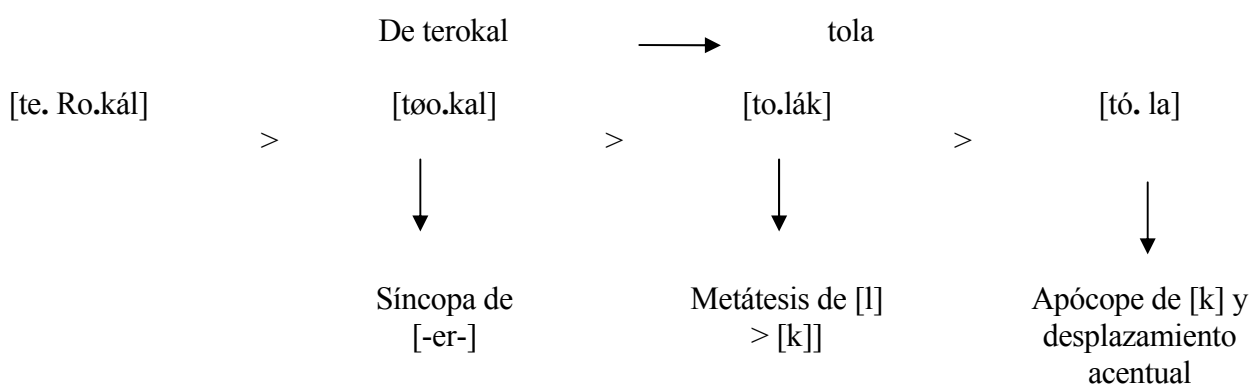 De terokal tola
[te. Ro.kál] [tøo.kal] [to.lák] [tó. la]
> > >
Síncopa de Metátesis de [l] Apócope de [k] y
[-er-] > [k]] desplazamiento
acentual